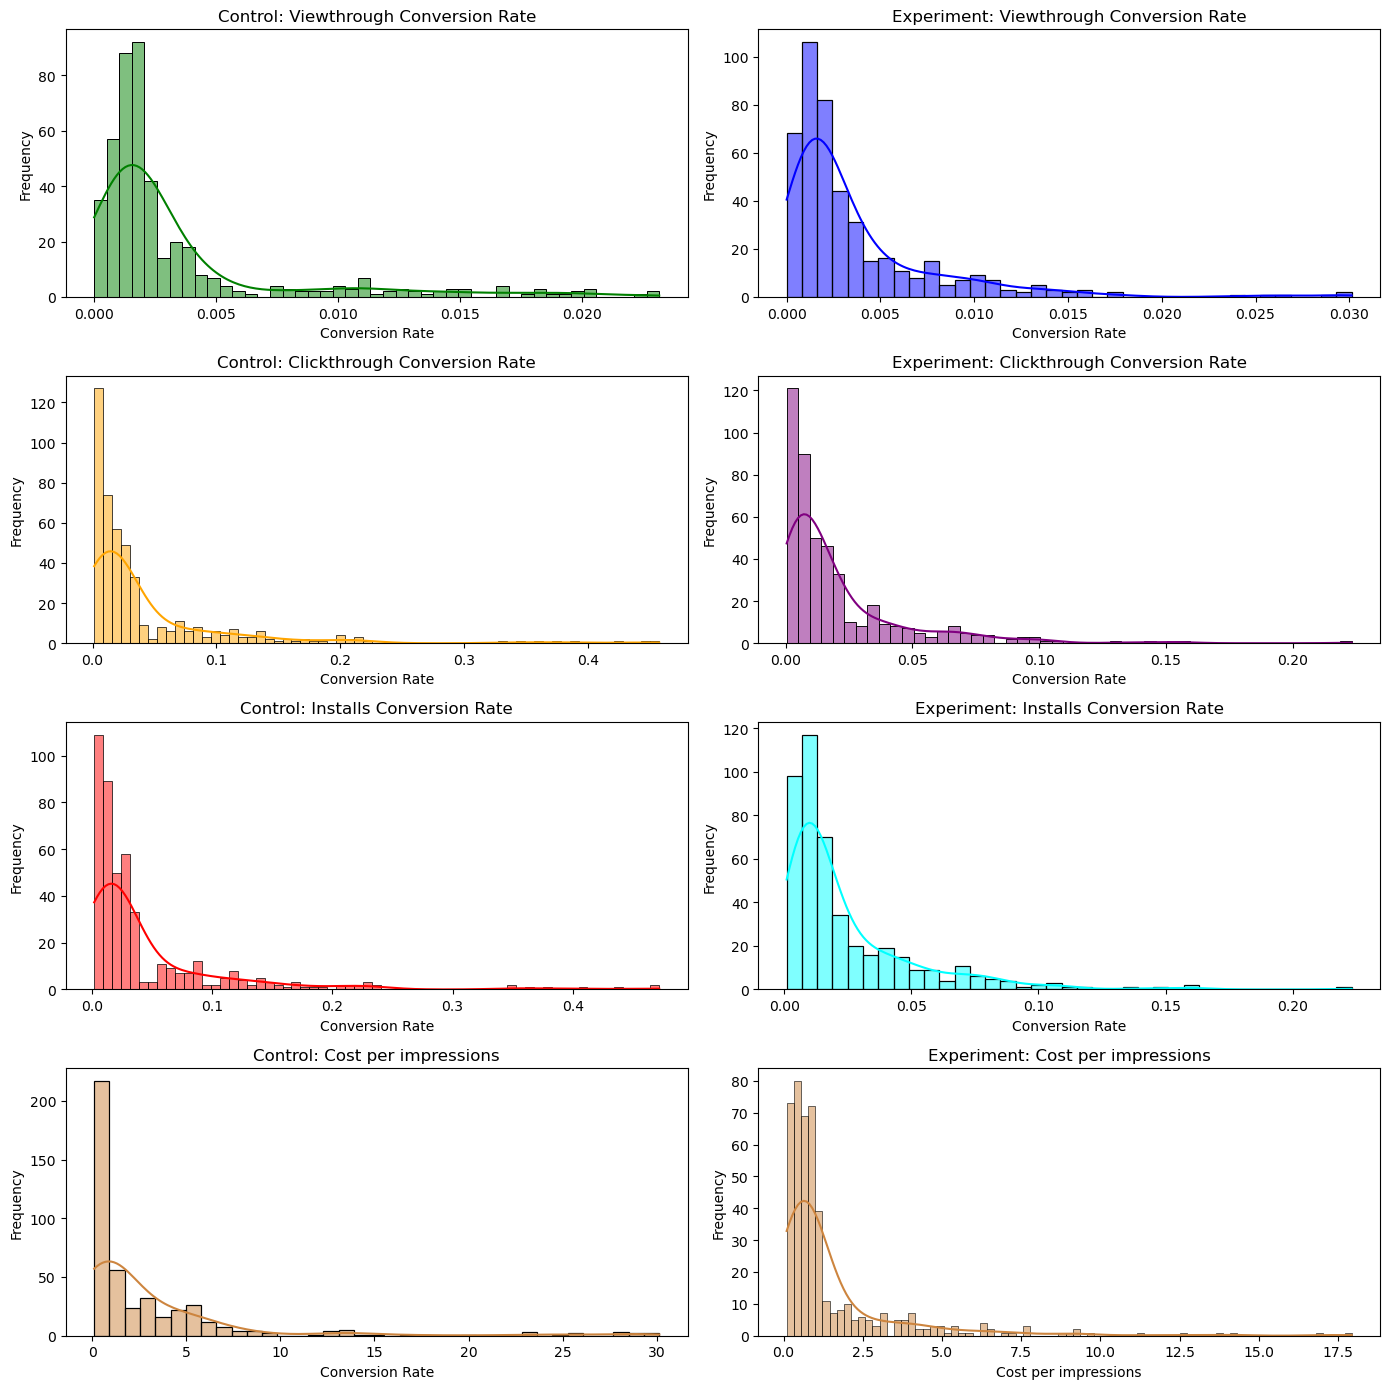 Control: Viewthrough Conversion Rate
Frequency
80
60
40
20
0
0.000 0.005 0.010 0.015 0.020
Conversion Rate
Experiment: Viewthrough Conversion Rate
Frequency
100
80
60
40
20
0
0.000 0.005 0.010 0.015 0.020 0.025 0.030
Conversion Rate
Control: Clickthrough Conversion Rate
Frequency
120
100
80
60
40
20
0
0.0 0.1 0.2 0.3 0.4
Conversion Rate
Experiment: Clickthrough Conversion Rate
Frequency
120
100
80
60
40
20
0
0.00 0.05 0.10 0.15 0.20
Conversion Rate
Control: Installs Conversion Rate
Frequency
100
80
60
40
20
0
0.0 0.1 0.2 0.3 0.4
Conversion Rate
Experiment: Installs Conversion Rate
Frequency
120
100
80
60
40
20
0
0.00 0.05 0.10 0.15 0.20
Conversion Rate
Control: Cost per impressions
Frequency
200
150
100
50
0
0 5 10 15 20 25 30
Conversion Rate
Experiment: Cost per impressions
Frequency
80
70
60
50
40
30
20
10
0
0.0 2.5 5.0 7.5 10.0 12.5 15.0 17.5
Cost per impressions